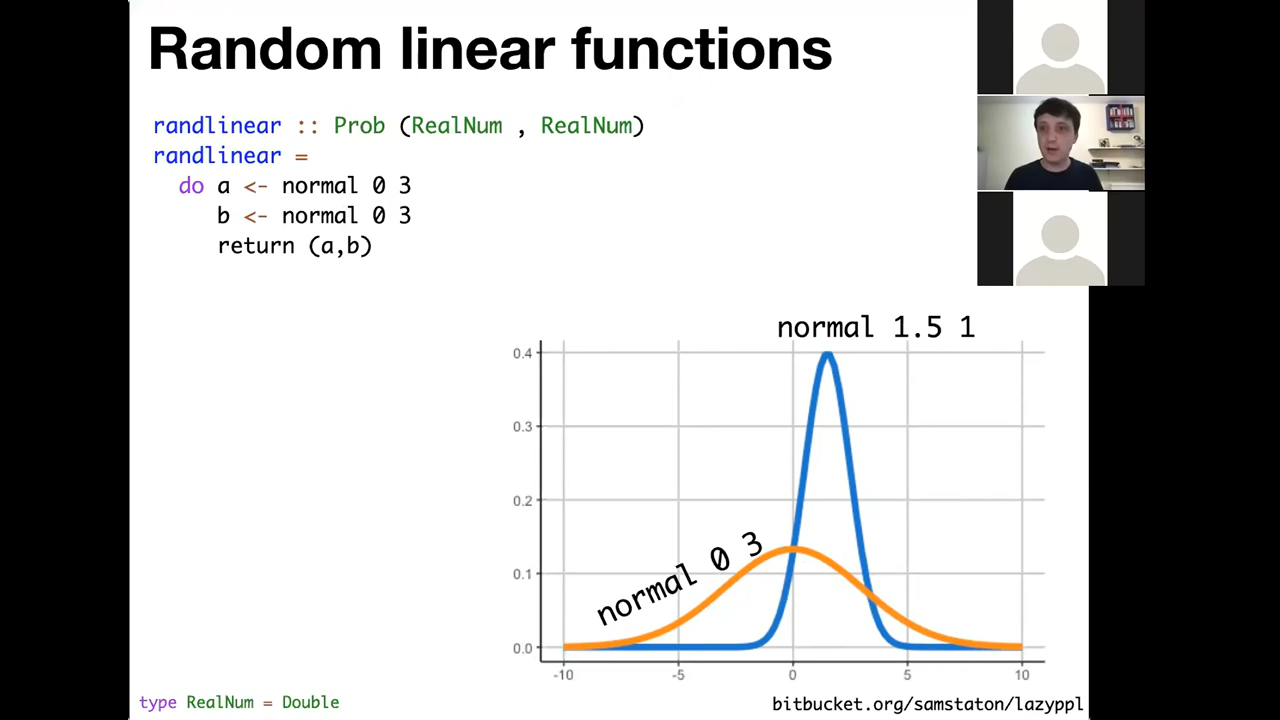 Random linear functions
randlinear :: Prob (RealNum , RealNum)
randlinear =
do a <- normal 0 3
b <- normal 0 3
return (a,b)
normal 1.5 1
0.4
0.3
0.2
normal 0 3
0.1
0.0
-10 -5 0 5 10
type RealNum = Double
bitbucket.org/samstaton/lazyppl